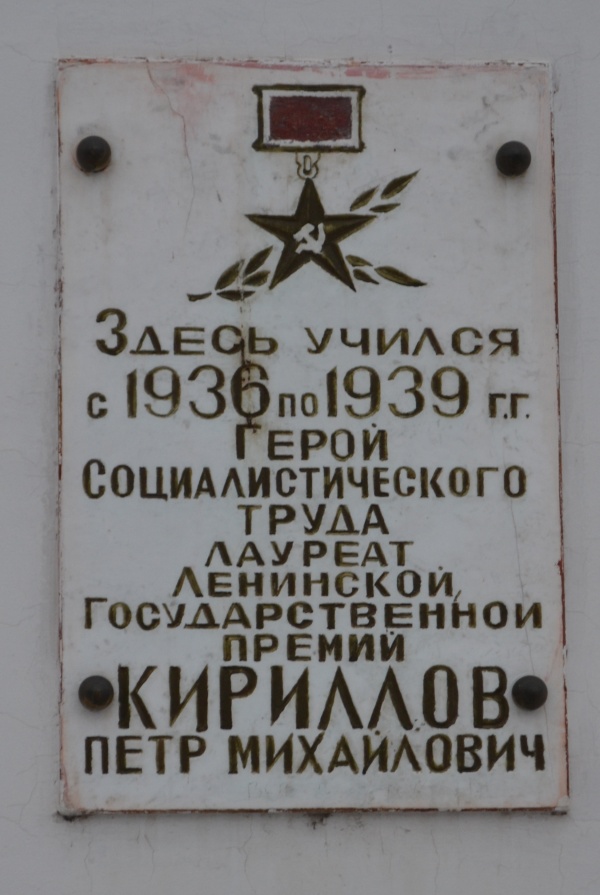 Здесь учился
с 1936 по 1939 г.г.
Герой
Социалистического
Труда
лауреат
Ленинской,
Государственной
премий
КИРИЛЛОВ
ПЕТР МИХАЙЛОВИЧ